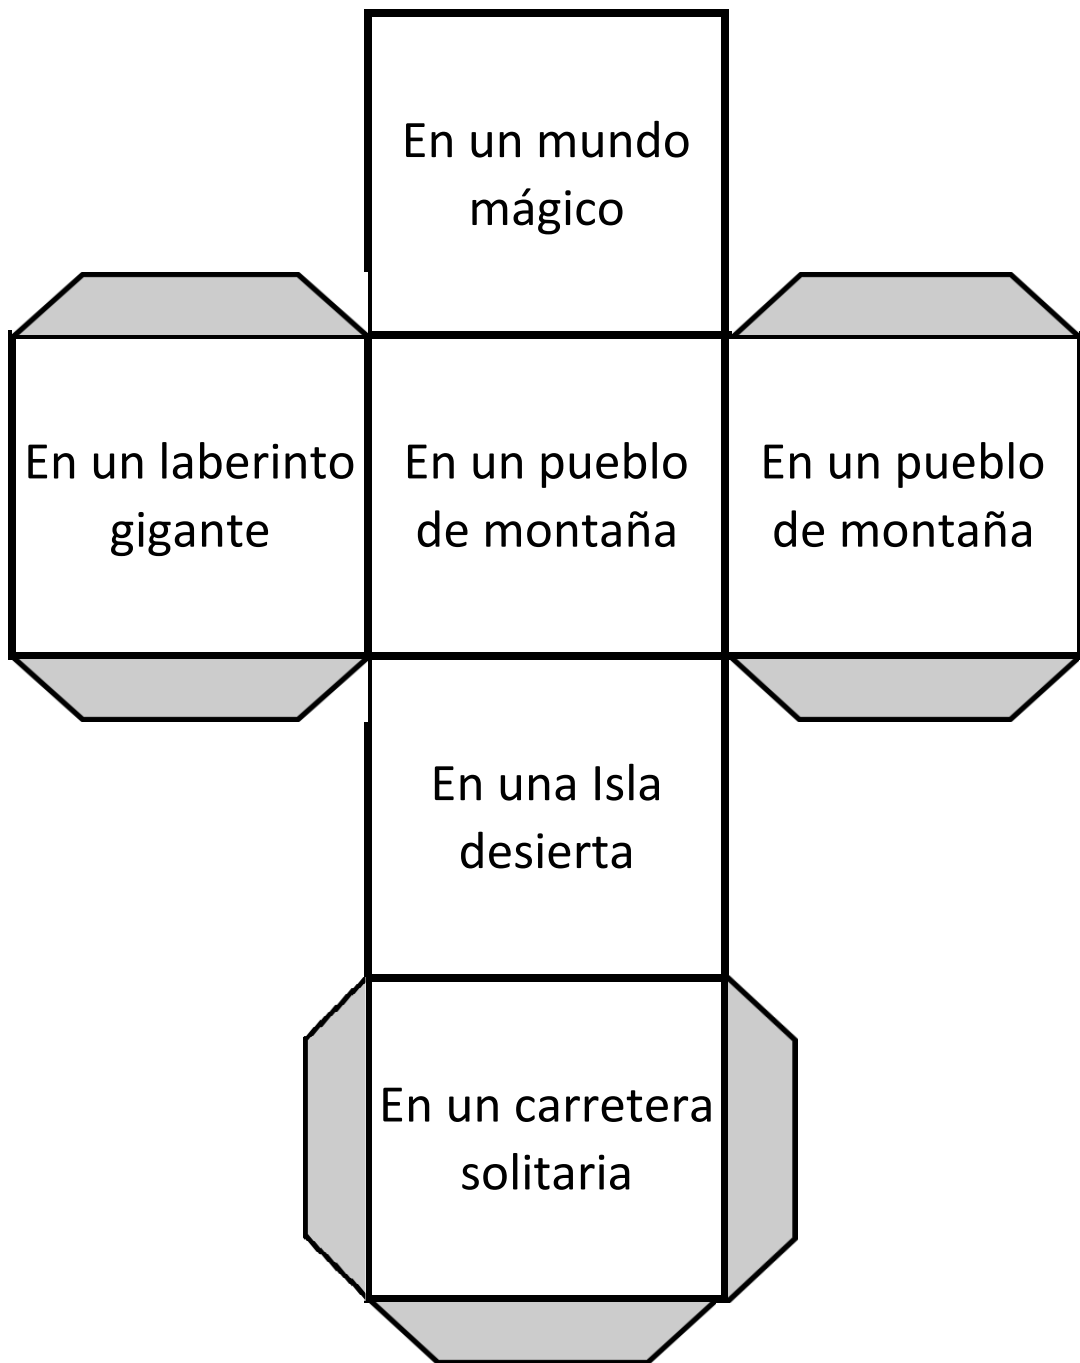 En un mundo
mágico
En un laberinto
gigante
En un pueblo
de montaña
En un pueblo
de montaña
En una Isla
desierta
En un carretera
solitaria